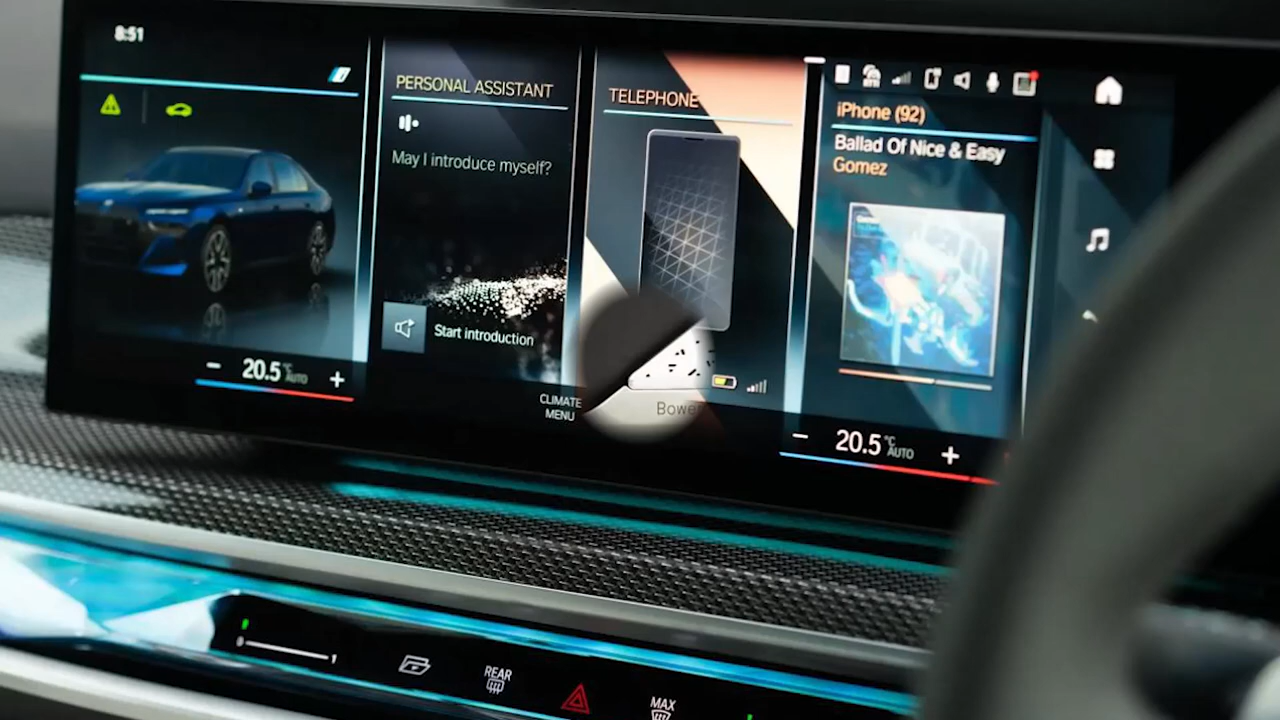 8:51
PERSONAL ASSISTANT
May I introduce myself?
Start introduction
TELEPHONE
iPhone (92)
Ballad Of Nice & Easy
Gomez
− 20.5 °C AUTO +
CLIMATE
MENU
− 20.5 °C AUTO +
REAR
MAX